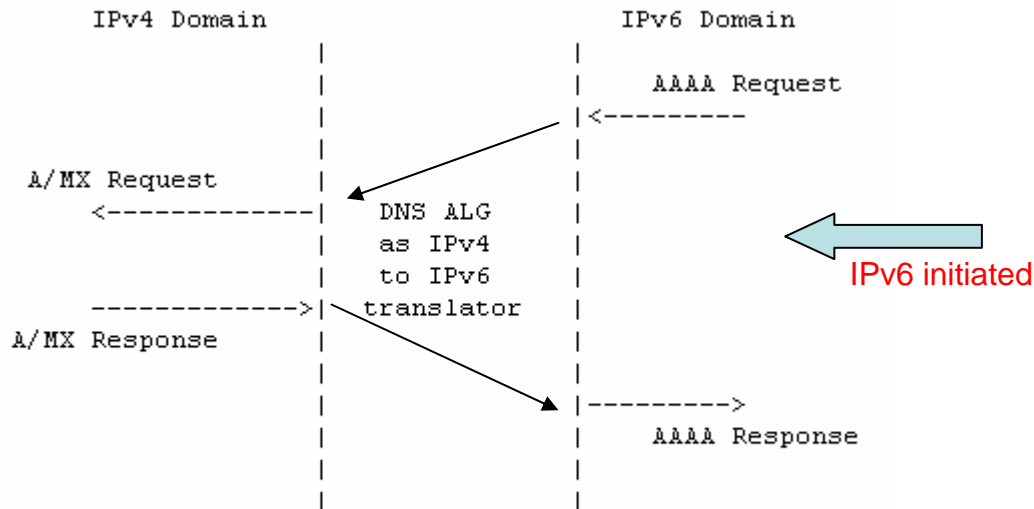 IPv4 Domain
IPv6 Domain
AAAA Request
A/MX Request
DNS ALG
as IPv4
to IPv6
translator
IPv6 initiated
A/MX Response
AAAA Response